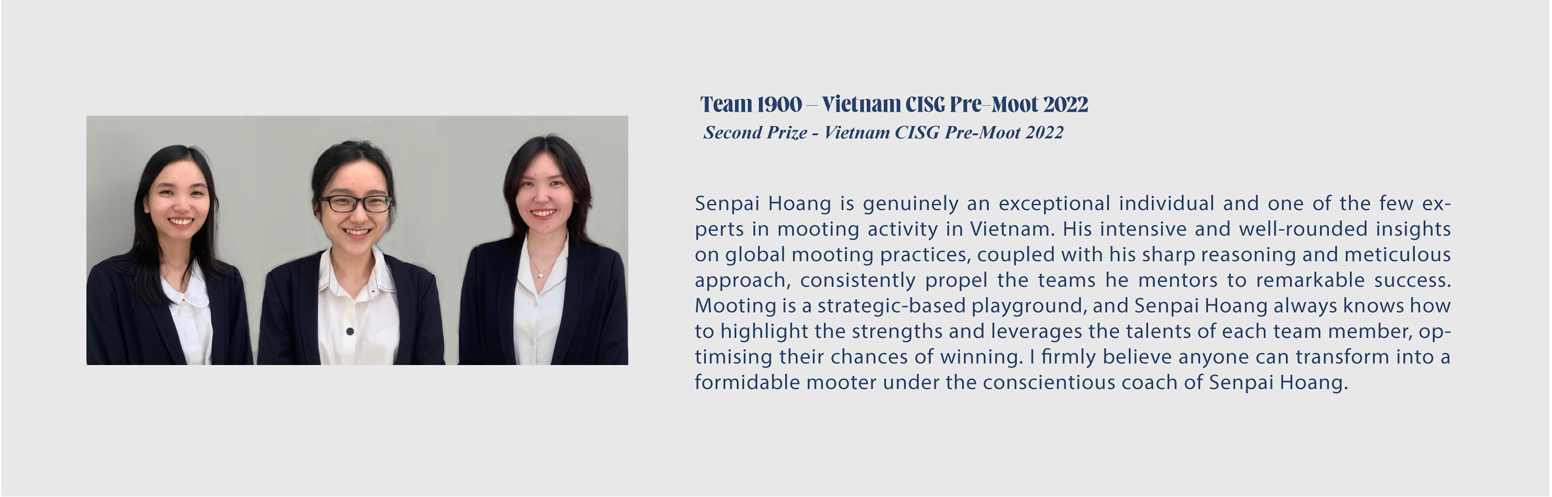 Team 1900 – Vietnam CISG Pre-Moot 2022
Second Prize - Vietnam CISG Pre-Moot 2022
Senpai Hoang is genuinely an exceptional individual and one of the few ex-
perts in mooting activity in Vietnam. His intensive and well-rounded insights
on global mooting practices, coupled with his sharp reasoning and meticulous
approach, consistently propel the teams he mentors to remarkable success.
Mooting is a strategic-based playground, and Senpai Hoang always knows how
to highlight the strengths and leverages the talents of each team member, op-
timising their chances of winning. I firmly believe anyone can transform into a
formidable mooter under the conscientious coach of Senpai Hoang.